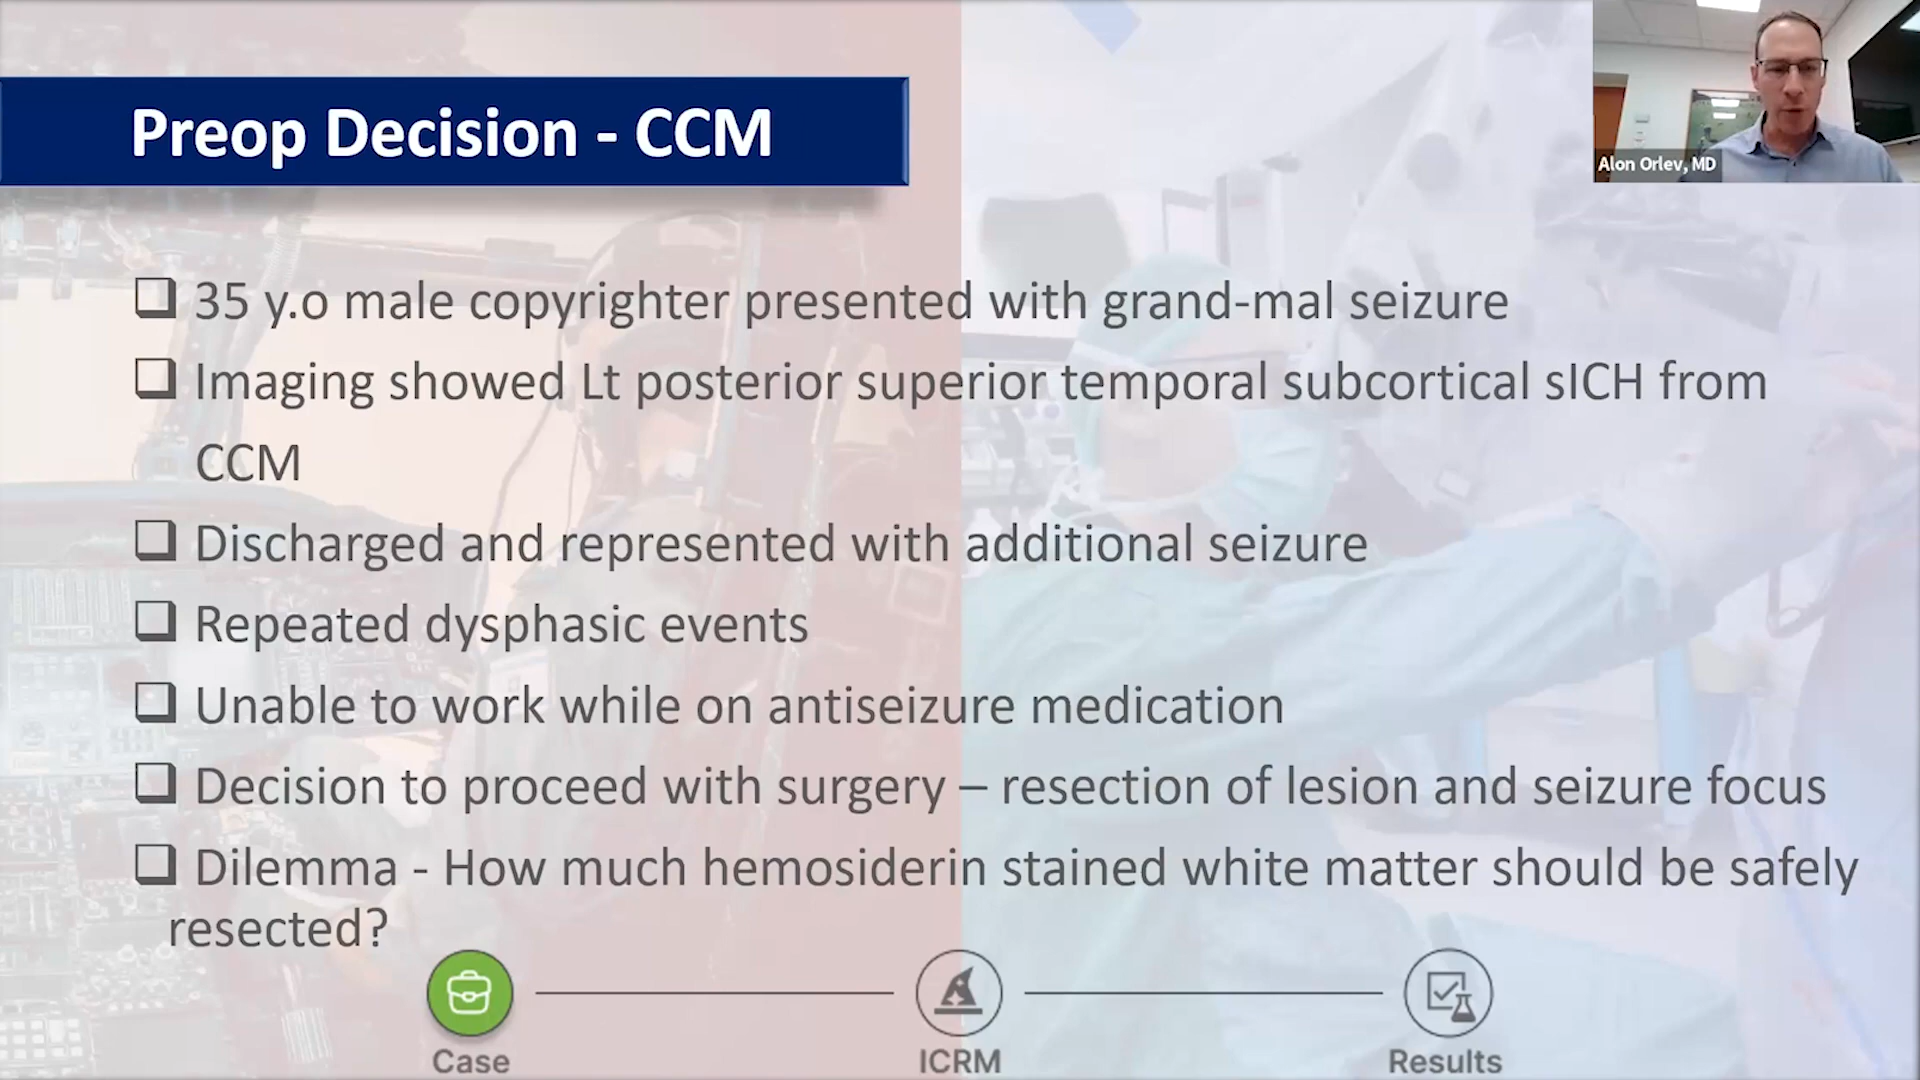 Preop Decision - CCM
Alon Orlev, MD
35 y.o male copyrighter presented with grand-mal seizure
Imaging showed Lt posterior superior temporal subcortical sICH from
CCM
Discharged and represented with additional seizure
Repeated dysphasic events
Unable to work while on antiseizure medication
Decision to proceed with surgery – resection of lesion and seizure focus
Dilemma - How much hemosiderin stained white matter should be safely
resected?
Case
ICRM
Results